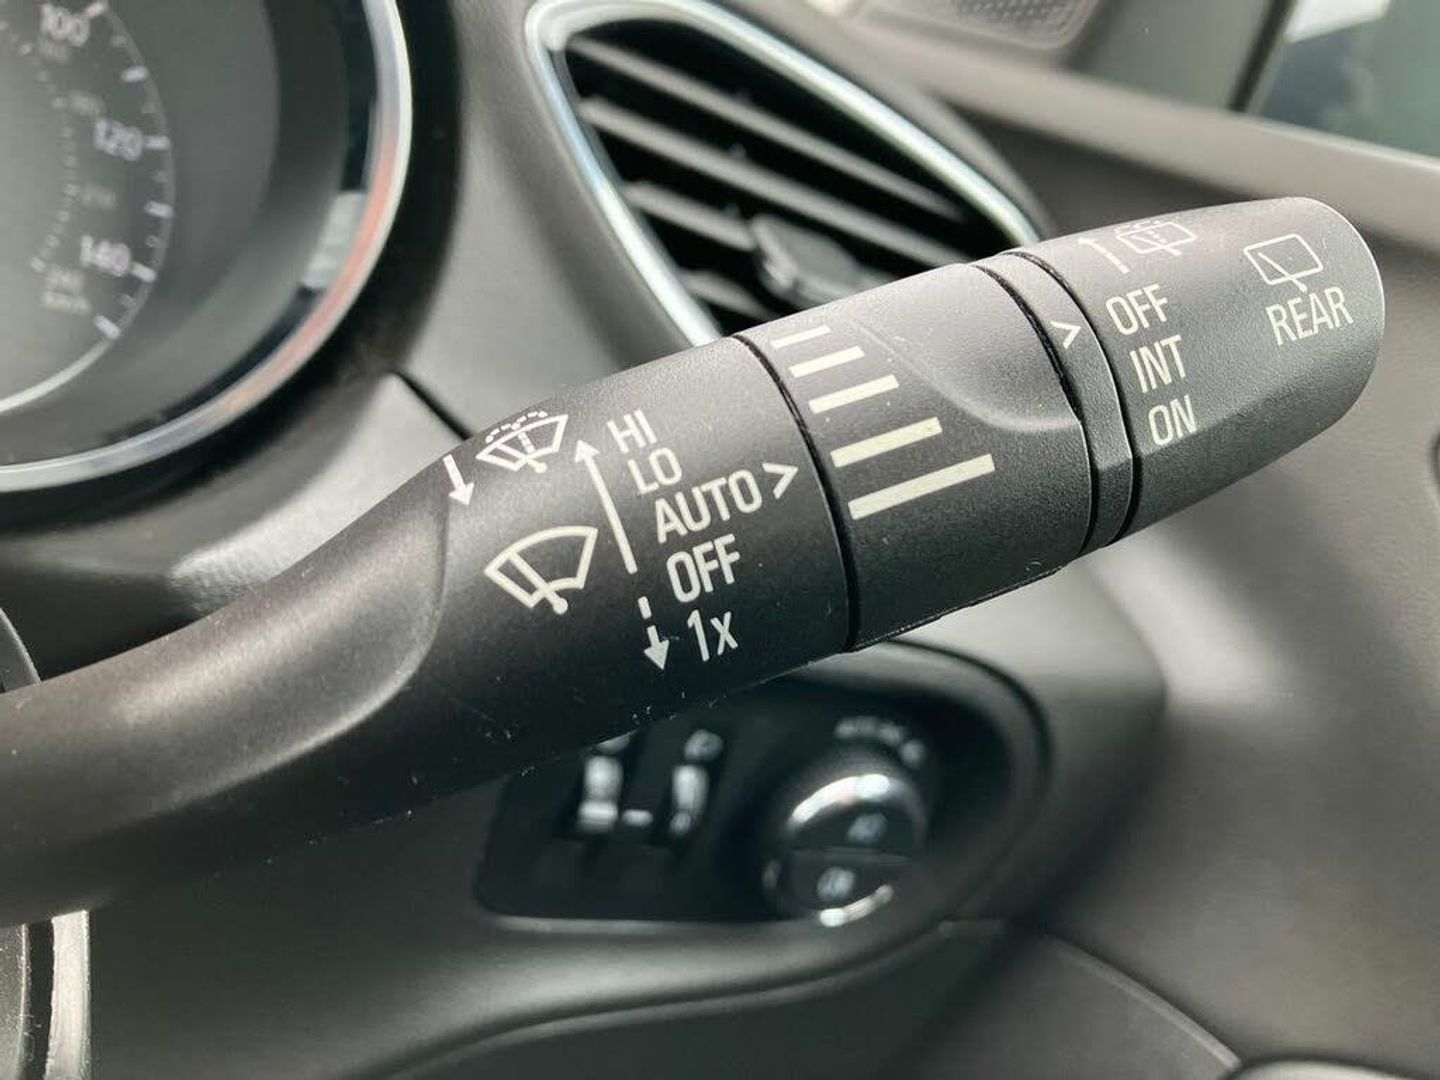 100
120
140
HI
LO
AUTO >
OFF
1x
>
OFF
INT
ON
REAR